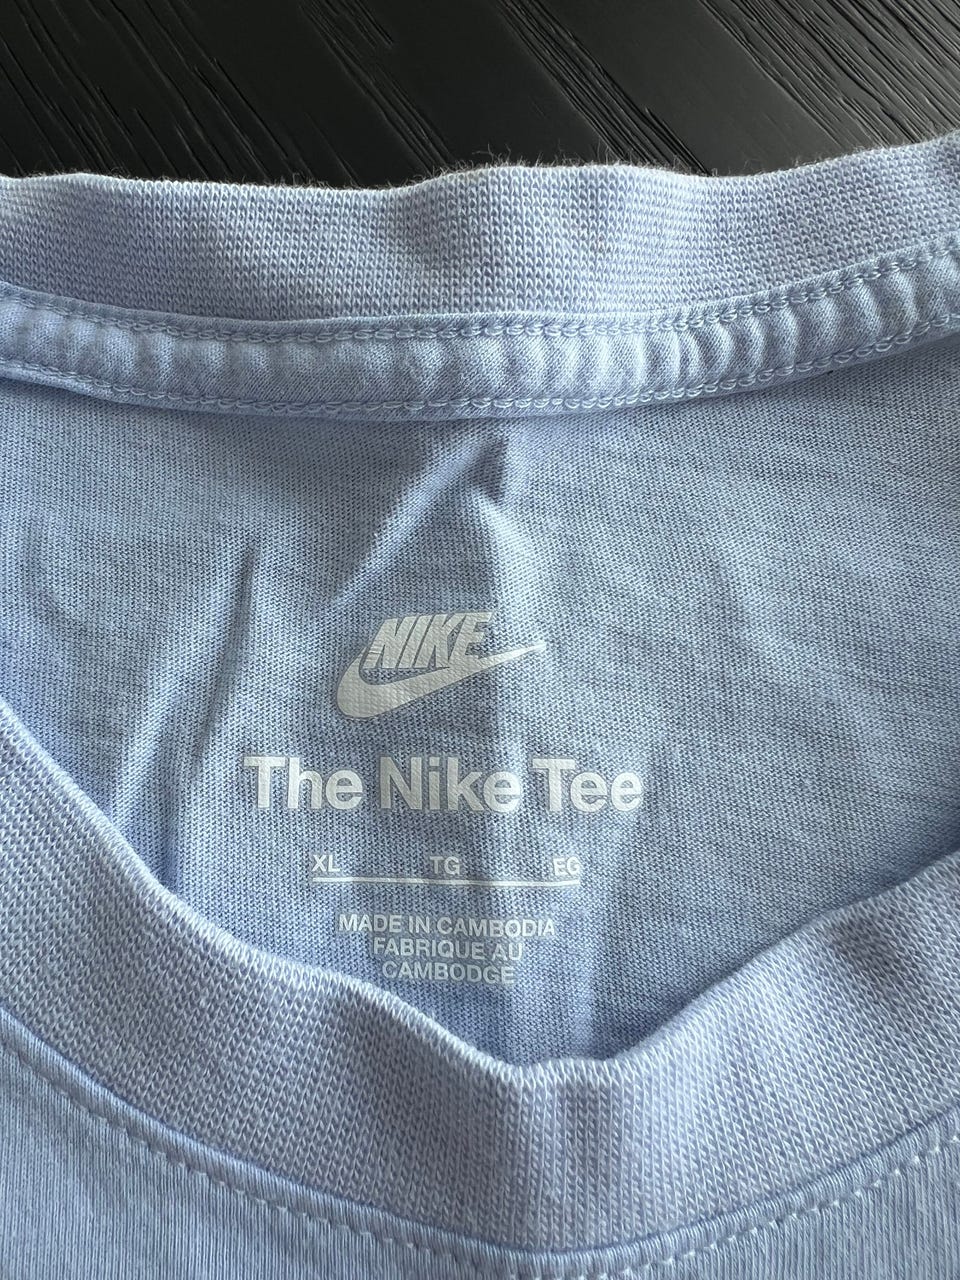 NIKE
The Nike Tee
XL TG EG
MADE IN CAMBODIA
FABRIQUE AU
CAMBODGE